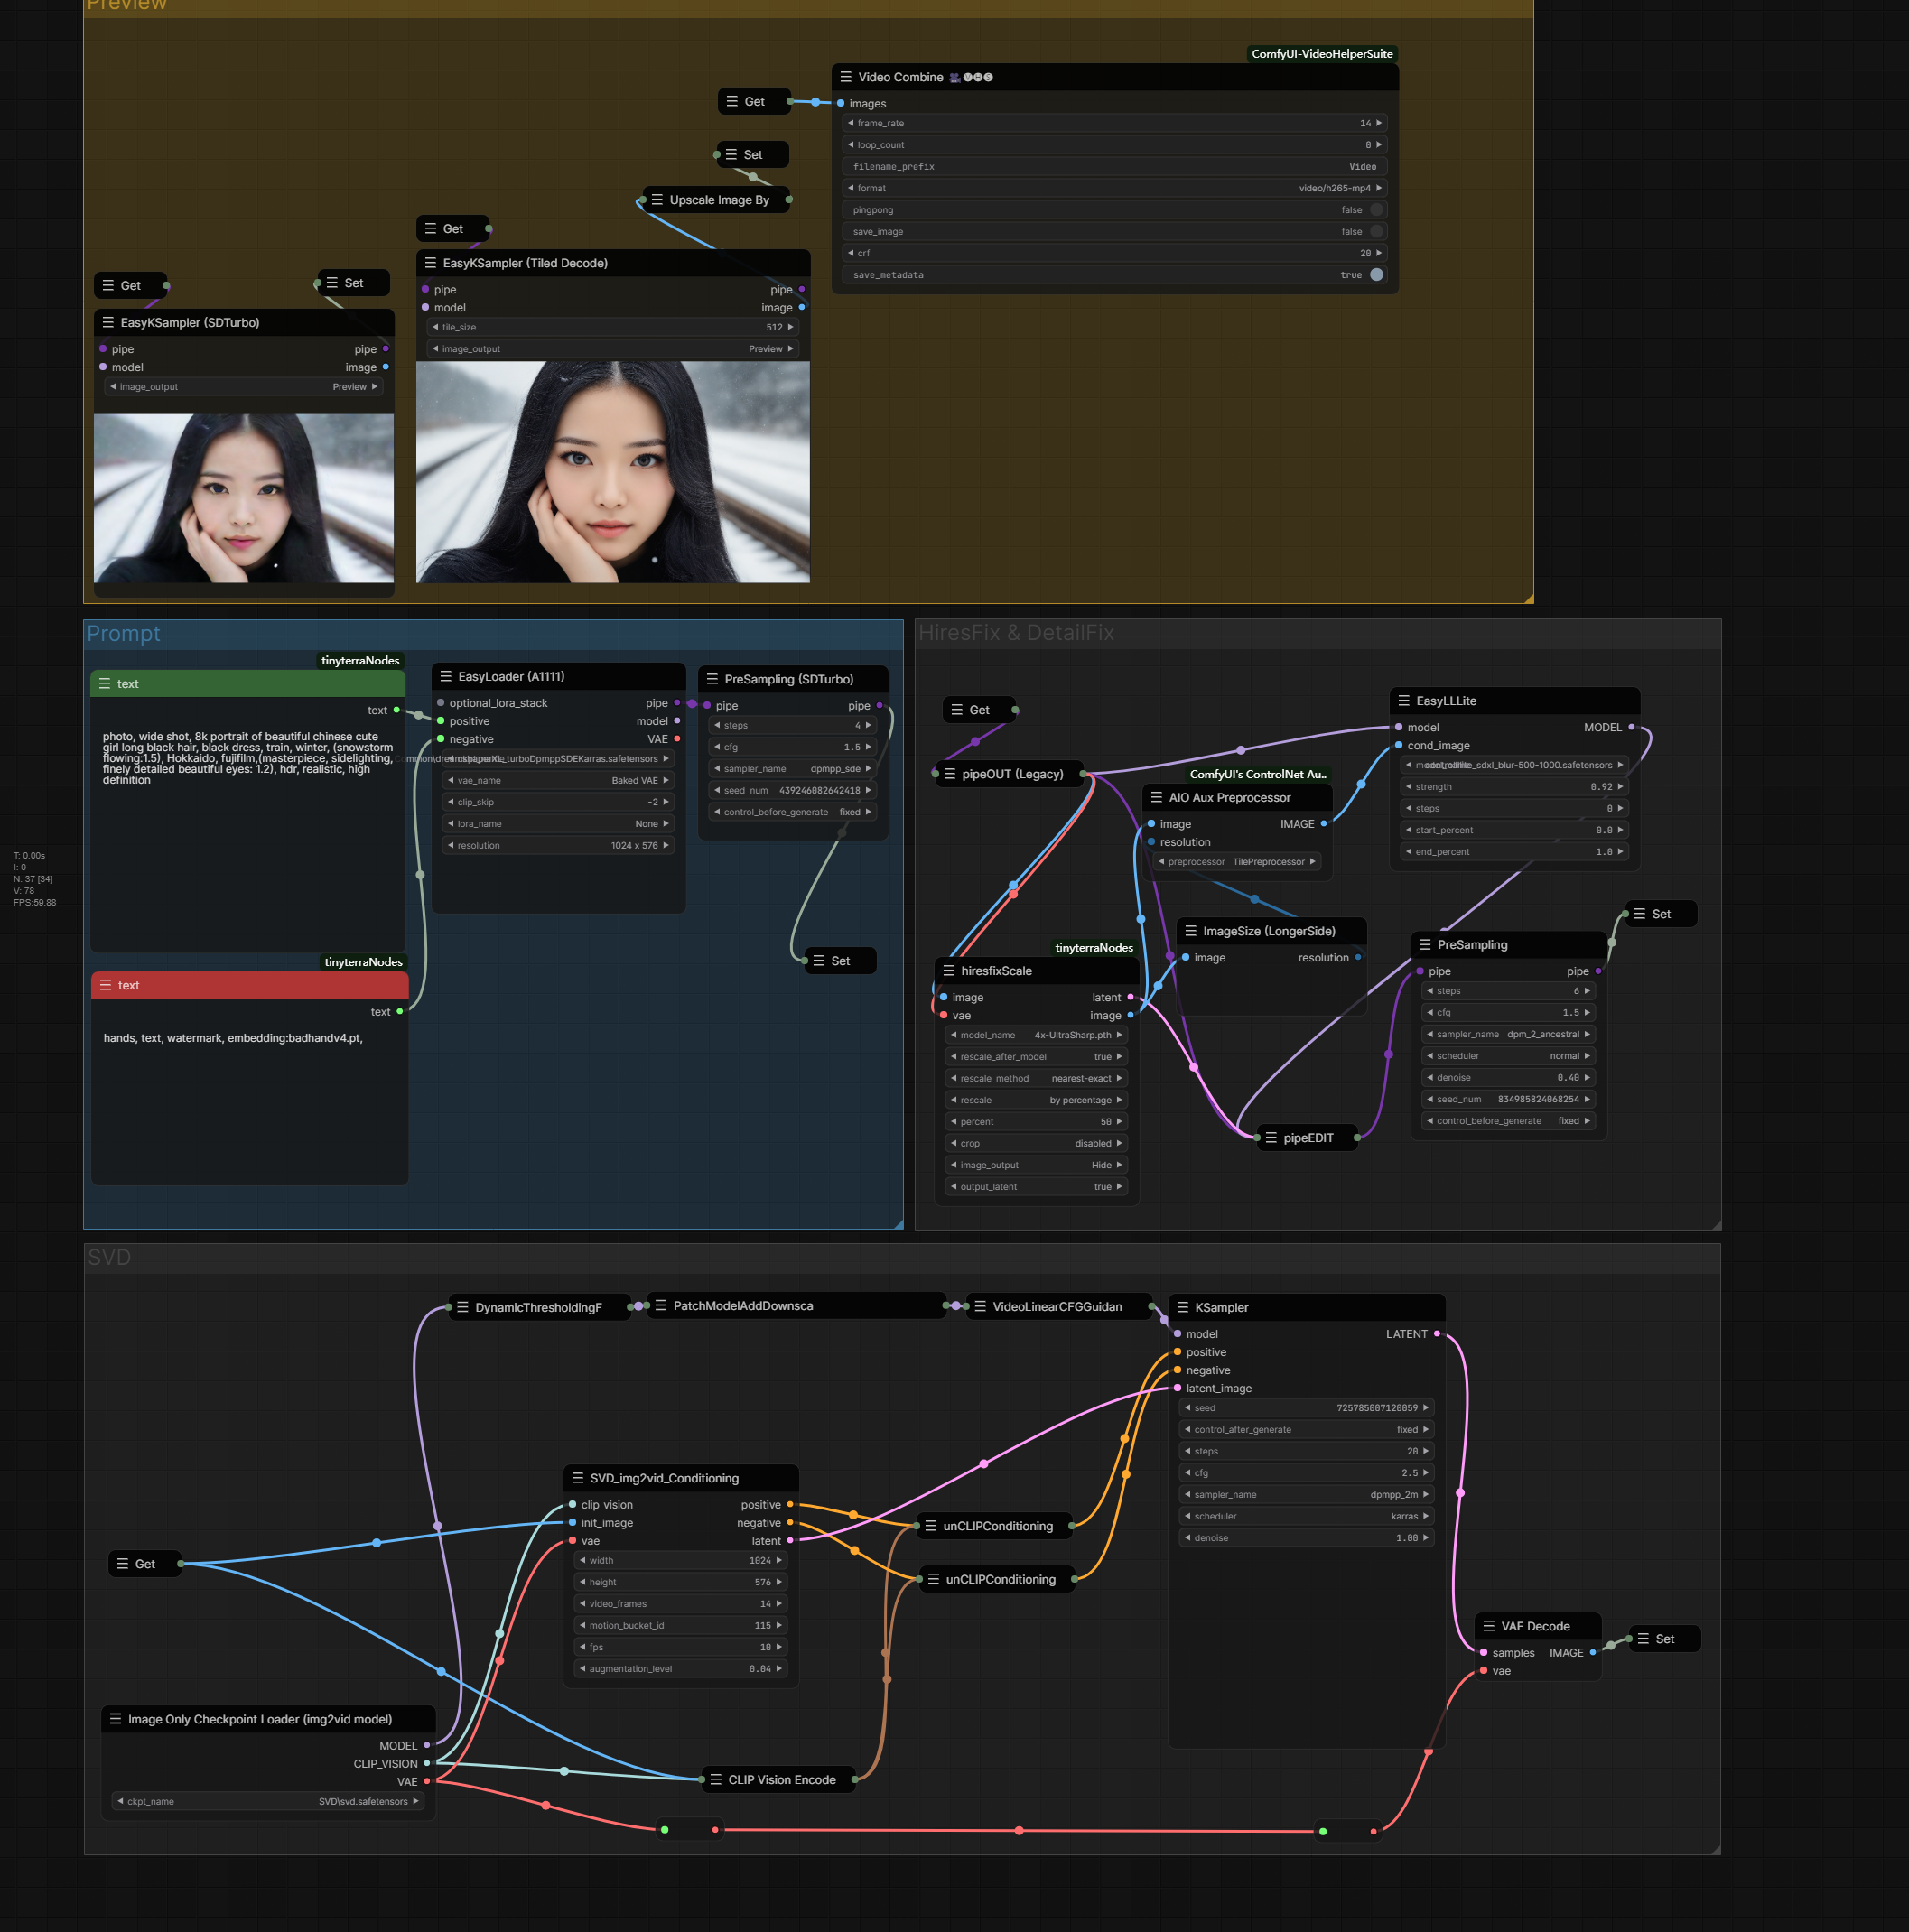 Preview
ComfyUI-VideoHelperSuite
Video Combine 🎥🅥🅗🅢
images
frame_rate 14
loop_count 0
filename_prefix Video
format video/h265-mp4
pingpong false
save_image false
crf 20
save_metadata true
Get
Set
Upscale Image By
Get
EasyKSampler (Tiled Decode)
pipe pipe
model image
tile_size 512
image_output Preview
Get
Set
EasyKSampler (SDTurbo)
pipe pipe
model image
image_output Preview
Prompt
tinyterraNodes
text
text
photo, wide shot, 8k portrait of beautiful chinese cute
girl long black hair, black dress, train, winter, (snowstorm
flowing:1.5), Hokkaido, fujifilm,(masterpiece, sidelighting,
finely detailed beautiful eyes: 1.2), hdr, realistic, high
definition
tinyterraNodes
text
text
hands, text, watermark, embedding:badhandv4.pt,
EasyLoader (A1111)
optional_lora_stack pipe
positive model
negative VAE
turboDpmppSDEKarras.safetensors
vae_name Baked VAE
clip_skip -2
lora_name None
resolution 1024 x 576
PreSampling (SDTurbo)
pipe pipe
steps 4
cfg 1.5
sampler_name dpmpp_sde
seed_num 439246082642418
control_before_generate fixed
Set
T: 0.00s
I: 0
N: 37 [34]
V: 78
FPS:59.88
HiresFix & DetailFix
Get
pipeOUT (Legacy)
EasyLLLite
model MODEL
cond_image
sdxl_blur-500-1000.safetensors
strength 0.92
steps 0
start_percent 0.0
end_percent 1.0
ComfyUI's ControlNet Au..
AIO Aux Preprocessor
image IMAGE
resolution
preprocessor TilePreprocessor
ImageSize (LongerSide)
image resolution
tinyterraNodes
hiresfixScale
image latent
vae image
model_name 4x-UltraSharp.pth
rescale_after_model true
rescale_method nearest-exact
rescale by percentage
percent 50
crop disabled
image_output Hide
output_latent true
Set
PreSampling
pipe pipe
steps 6
cfg 1.5
sampler_name dpm_2_ancestral
scheduler normal
denoise 0.40
seed_num 834985824068254
control_before_generate fixed
pipeEDIT
SVD
DynamicThresholdingF
PatchModelAddDownsca
VideoLinearCFGGuidan
KSampler
model LATENT
positive
negative
latent_image
seed 725785007120059
control_after_generate fixed
steps 20
cfg 2.5
sampler_name dpmpp_2m
scheduler karras
denoise 1.00
SVD_img2vid_Conditioning
clip_vision positive
init_image negative
vae latent
width 1024
height 576
video_frames 14
motion_bucket_id 115
fps 10
augmentation_level 0.04
unCLIPConditioning
unCLIPConditioning
Get
VAE Decode
samples IMAGE
vae
Set
Image Only Checkpoint Loader (img2vid model)
MODEL
CLIP_VISION
VAE
ckpt_name SVD\svd.safetensors
CLIP Vision Encode